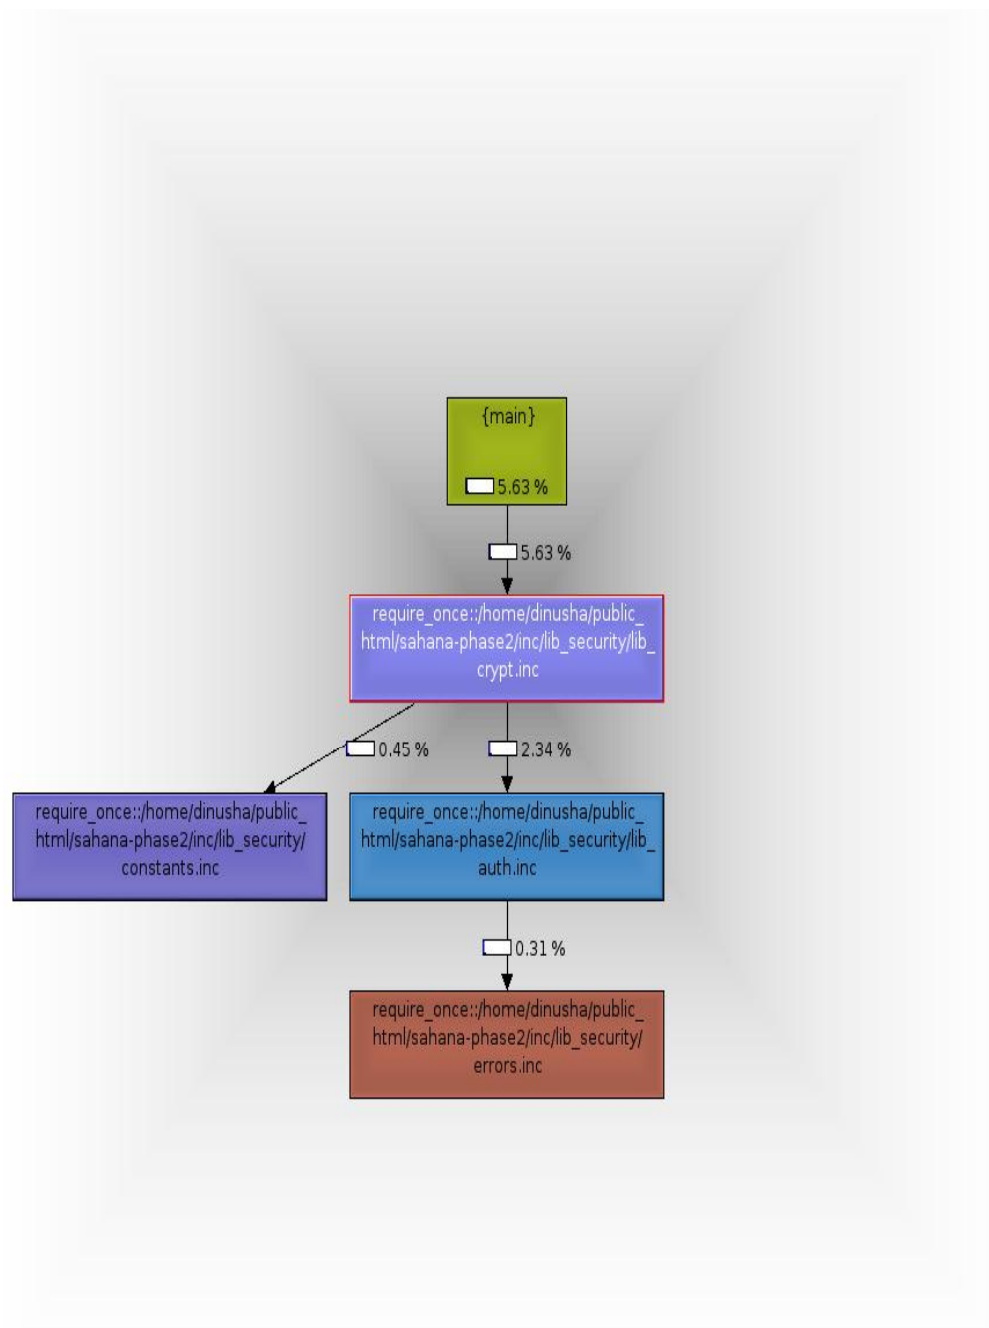 {main}
5.63 %
5.63 %
require_once::/home/dinusha/public_
html/sahana-phase2/inc/lib_security/lib_
crypt.inc
0.45 %
2.34 %
require_once::/home/dinusha/public_
html/sahana-phase2/inc/lib_security/
constants.inc
require_once::/home/dinusha/public_
html/sahana-phase2/inc/lib_security/lib_
auth.inc
0.31 %
require_once::/home/dinusha/public_
html/sahana-phase2/inc/lib_security/
errors.inc